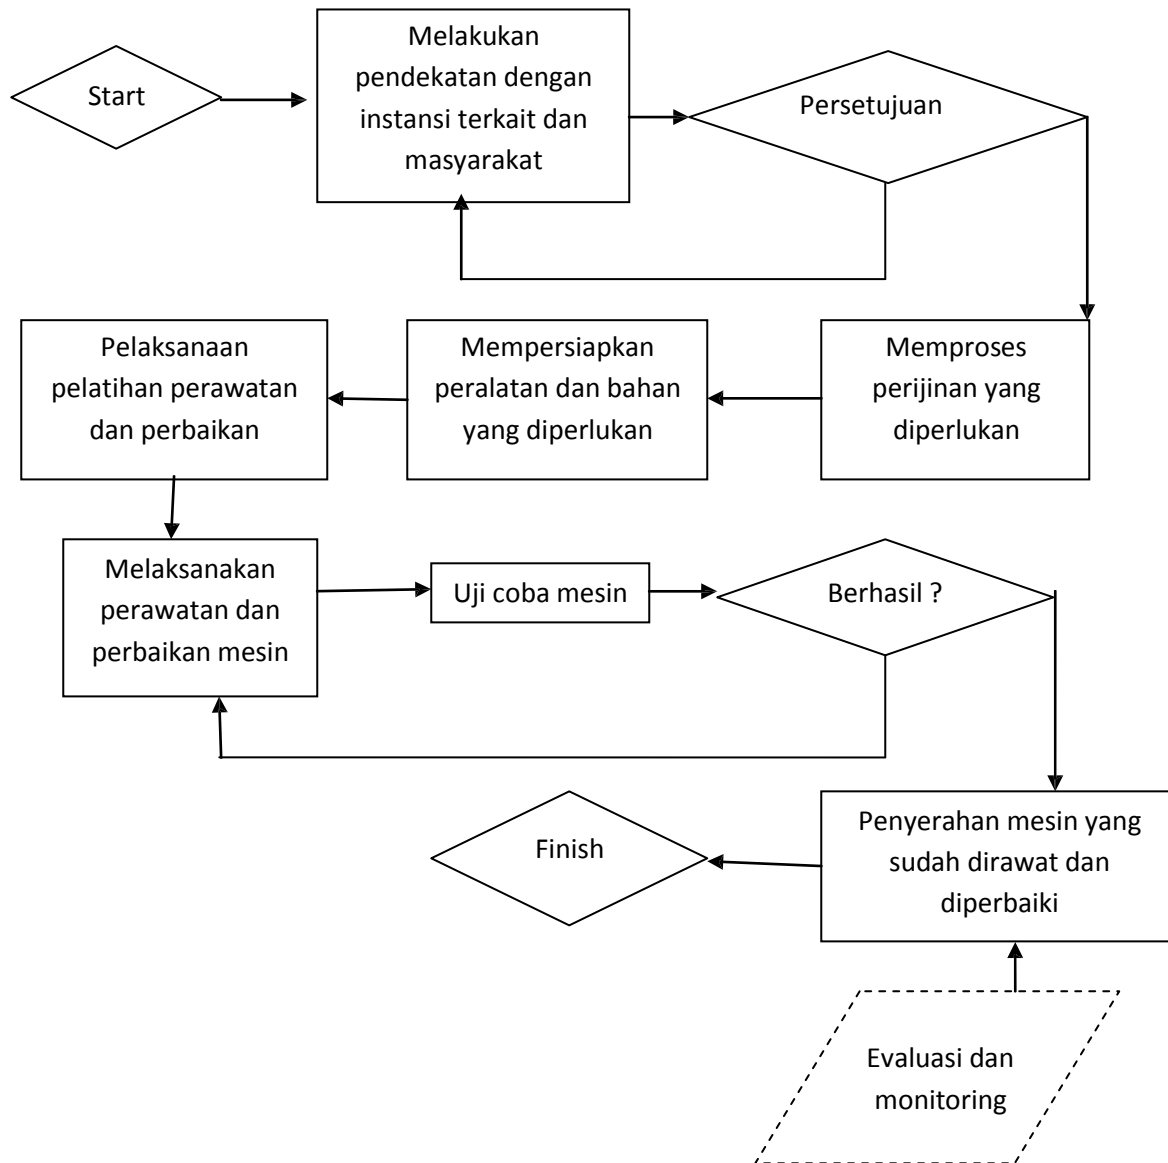 Start
Melakukan
pendekatan dengan
instansi terkait dan
masyarakat
Persetujuan
Memproses
perijinan yang
diperlukan
Mempersiapkan
peralatan dan bahan
yang diperlukan
Pelaksanaan
pelatihan perawatan
dan perbaikan
Melaksanakan
perawatan dan
perbaikan mesin
Uji coba mesin
Berhasil ?
Penyerahan mesin yang
sudah dirawat dan
diperbaiki
Finish
Evaluasi dan
monitoring